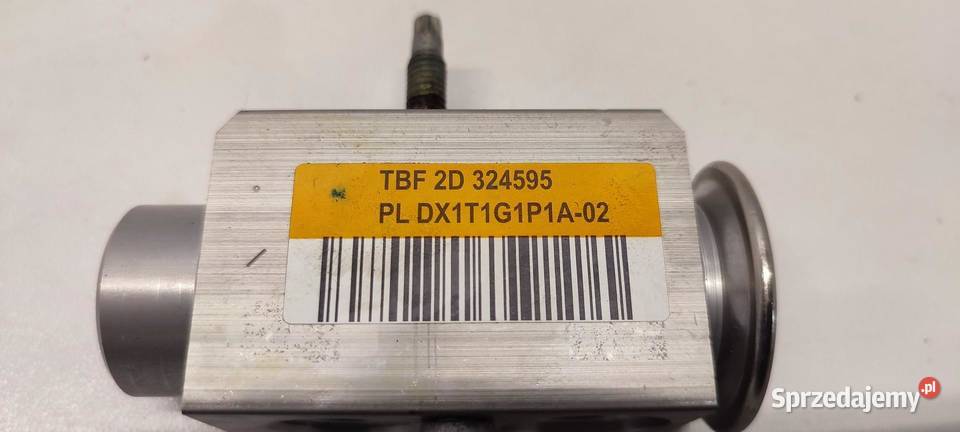 TBF 2D 324595
PL DX1T1G1P1A-02
Sprzedajemy.pl